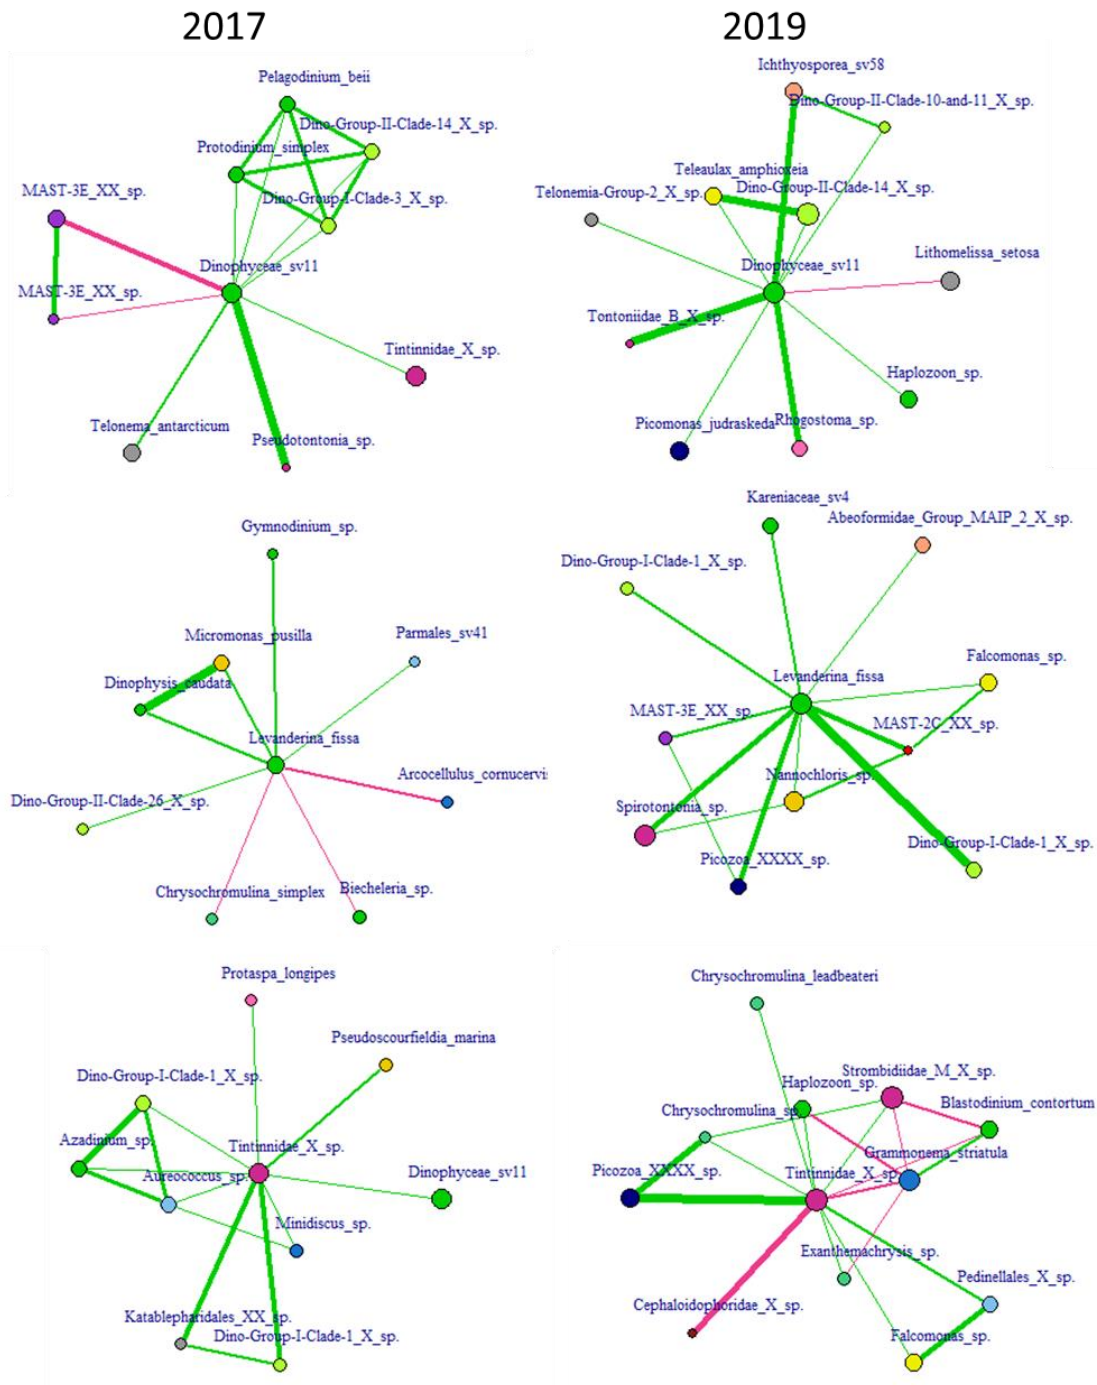 2017
2019
Pelagodinium_beii
Dino-Group-II-Clade-14_X_sp.
Protodinium_simplex
MAST-3E_XX_sp.
Dino-Group-I-Clade-3_X_sp.
Dinophyceae_sv11
MAST-3E_XX_sp.
Tintinnidae_X_sp.
Telonema_antarcticum
Pseudotontonia_sp.
Ichthyosporea_sv58
Dino-Group-II-Clade-10-and-11_X_sp.
Teleaulax_amphioxeia
Telonemia-Group-2_X_sp.
Dino-Group-II-Clade-14_X_sp.
Lithomelissa_setosa
Dinophyceae_sv11
Tontoniidae_B_X_sp.
Haplozoon_sp.
Picomonas_judraskeda
Rhogostoma_sp.
Gymnodinium_sp.
Micromonas_pusilla
Parmales_sv41
Dinophysis_caudata
Levanderina_fissa
Arcocellulus_cornucervi
Dino-Group-II-Clade-26_X_sp.
Chrysochromulina_simplex
Biecheleria_sp.
Kareniaceae_sv4
Abeoformidae_Group_MAIP_2_X_sp.
Dino-Group-I-Clade-1_X_sp.
Falcomonas_sp.
Levanderina_fissa
MAST-3E_XX_sp.
MAST-2C_XX_sp.
Nannochloris_sp.
Spirotontonia_sp.
Dino-Group-I-Clade-1_X_sp.
Picozoa_XXXX_sp.
Protaspa_longipes
Pseudoscourfieldia_marina
Dino-Group-I-Clade-1_X_sp.
Azadinium_sp.
Tintinnidae_X_sp.
Aureococcus_sp.
Dinophyceae_sv11
Minidiscus_sp.
Katablepharidales_XX_sp.
Dino-Group-I-Clade-1_X_sp.
Chrysochromulina_leadbeateri
Strombidiidae_M_X_sp.
Haplozoon_sp.
Blastodinium_contortum
Chrysochromulina_sp.
Grammonema_striatula
Picozoa_XXXX_sp.
Tintinnidae_X_sp.
Exanthemachrysis_sp.
Pedinellales_X_sp.
Cephaloidophoridae_X_sp.
Falcomonas_sp.